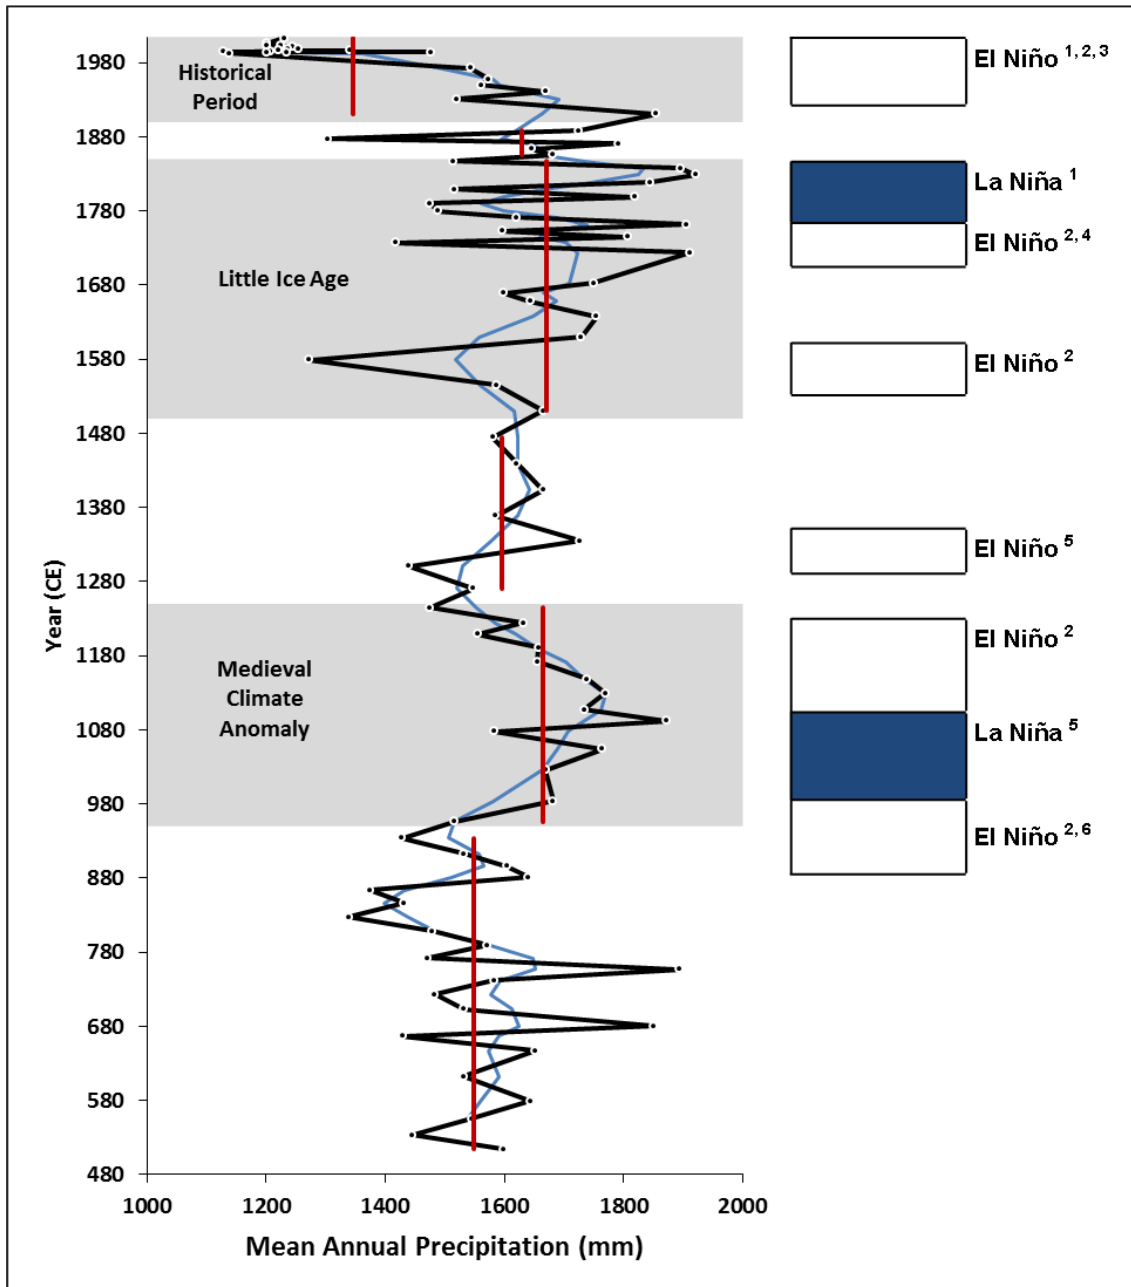 1980
1880
1780
1680
1580
1480
1380
1280
1180
1080
980
880
780
680
580
480
Year (CE)
Historical
Period
Little Ice Age
Medieval
Climate
Anomaly
1000 1200 1400 1600 1800 2000
Mean Annual Precipitation (mm)
El Niño 1, 2, 3
La Niña 1
El Niño 2, 4
El Niño 2
El Niño 5
El Niño 2
La Niña 5
El Niño 2, 6